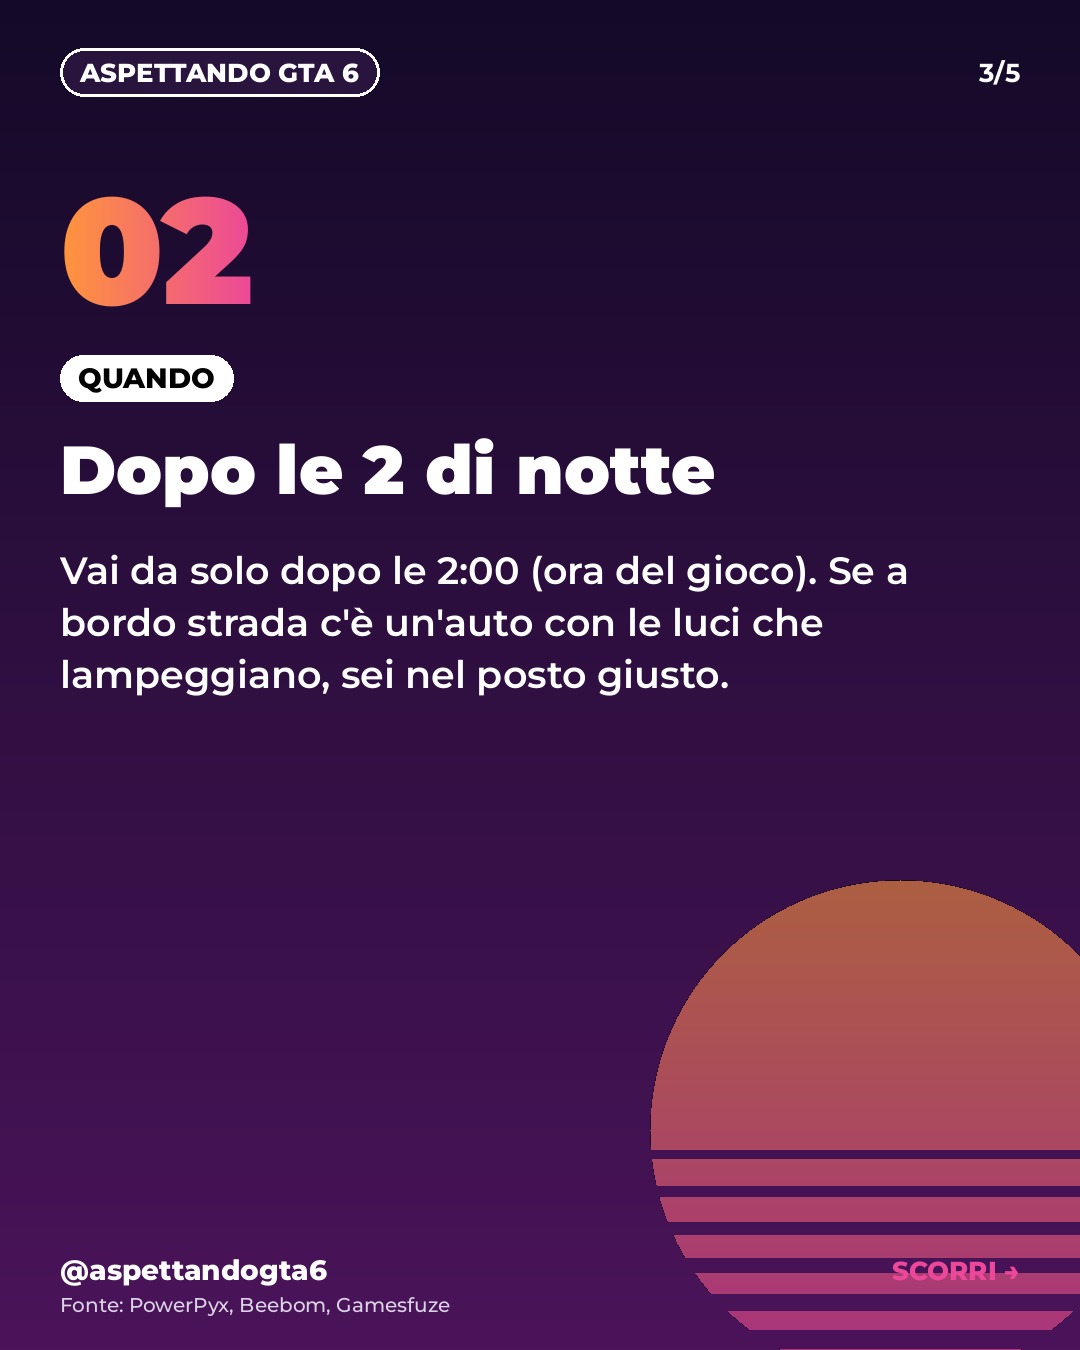 ASPETTANDO GTA 6
3/5
02
QUANDO
Dopo le 2 di notte
Vai da solo dopo le 2:00 (ora del gioco). Se a
bordo strada c'è un'auto con le luci che
lampeggiano, sei nel posto giusto.
@aspettandogta6
SCORRI →
Fonte: PowerPyx, Beebom, Gamesfuze